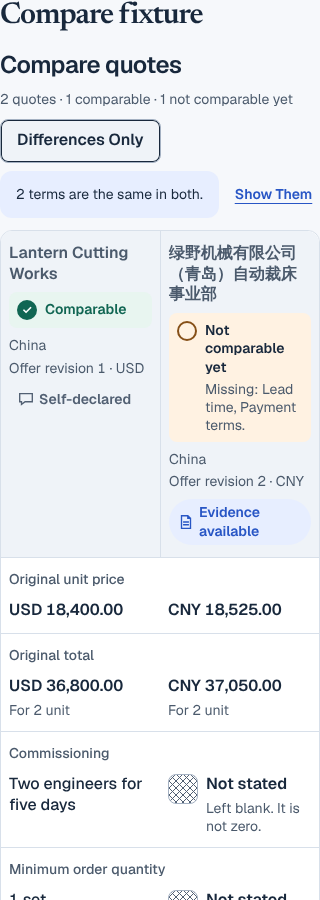 Compare fixture
Compare quotes
2 quotes · 1 comparable · 1 not comparable yet
Differences Only
2 terms are the same in both.
Show Them
Lantern Cutting
Works
Comparable
China
Offer revision 1 · USD
Self-declared
绿野机械有限公司
（青岛）自动裁床
事业部
Not
comparable
yet
Missing: Lead
time, Payment
terms.
China
Offer revision 2 · CNY
Evidence
available
Original unit price
USD 18,400.00
CNY 18,525.00
Original total
USD 36,800.00
CNY 37,050.00
For 2 unit
For 2 unit
Commissioning
Two engineers for
five days
Not stated
Left blank. It is
not zero.
Minimum order quantity
1 set
Not stated